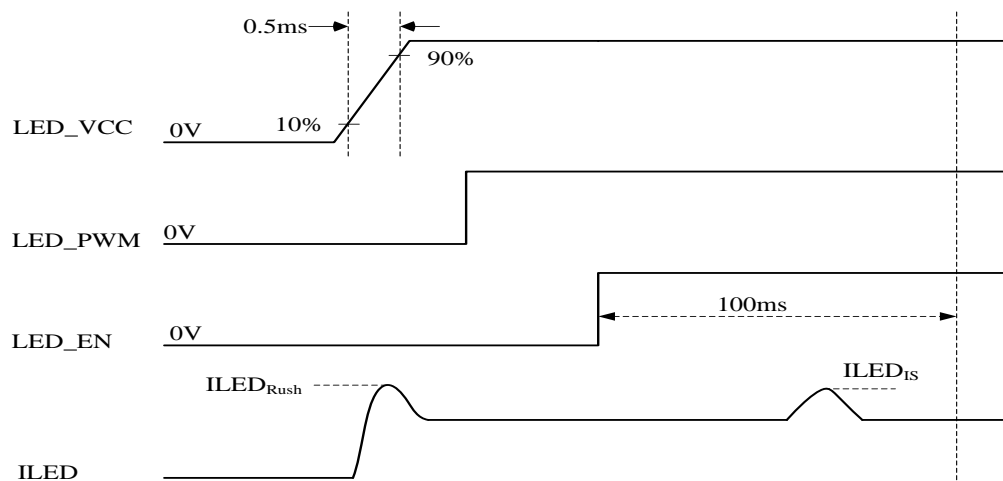 0.5ms
90%
10%
LED_VCC
0V
LED_PWM
0V
LED_EN
0V
100ms
ILEDRush
ILEDIS
ILED